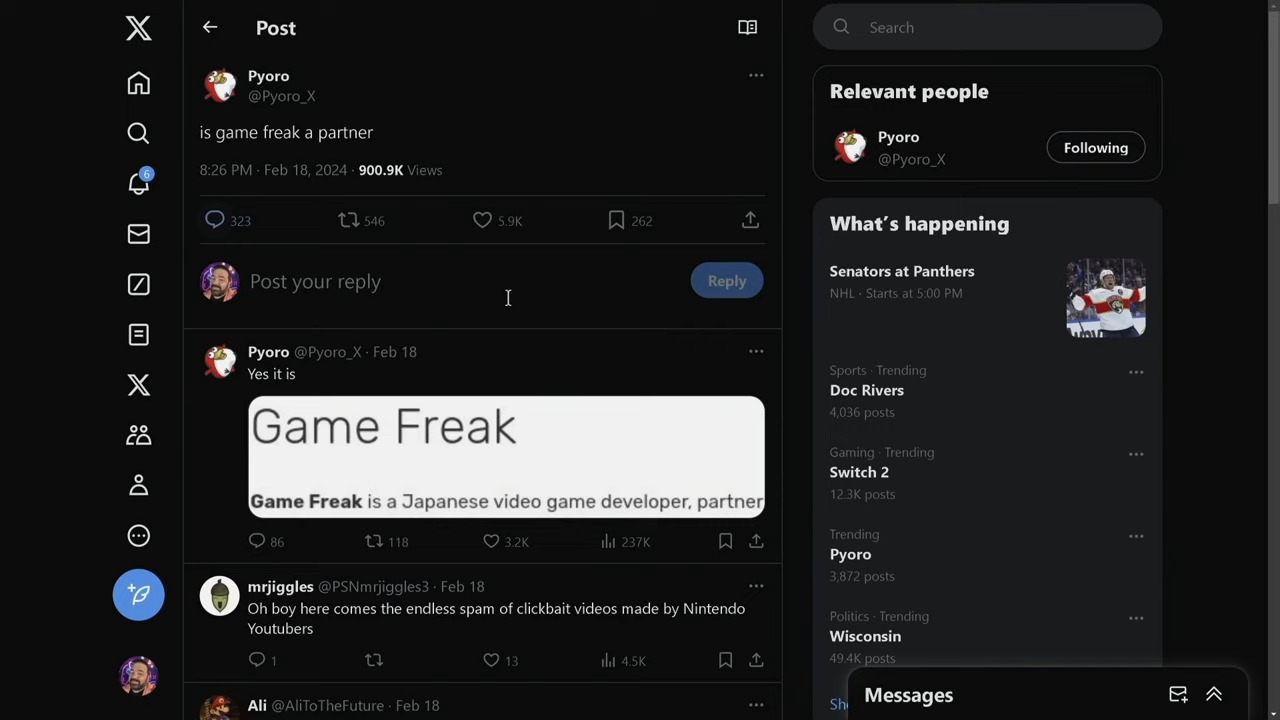 Post
Pyoro
@Pyoro_X
is game freak a partner
8:26 PM · Feb 18, 2024 · 900.9K Views
323
546
5.9K
262
Post your reply
Reply
Pyoro @Pyoro_X · Feb 18
Yes it is
Game Freak
Game Freak is a Japanese video game developer, partner
86
118
3.2K
237K
mrjiggles @PSNmrjiggles3 · Feb 18
Oh boy here comes the endless spam of clickbait videos made by Nintendo
Youtubers
1
13
4.5K
Ali @AliToTheFuture · Feb 18
6
Search
Relevant people
Pyoro
@Pyoro_X
Following
What's happening
Senators at Panthers
NHL · Starts at 5:00 PM
Sports · Trending
Doc Rivers
4,036 posts
Gaming · Trending
Switch 2
12.3K posts
Trending
Pyoro
3,872 posts
Politics · Trending
Wisconsin
49.4K posts
Messages